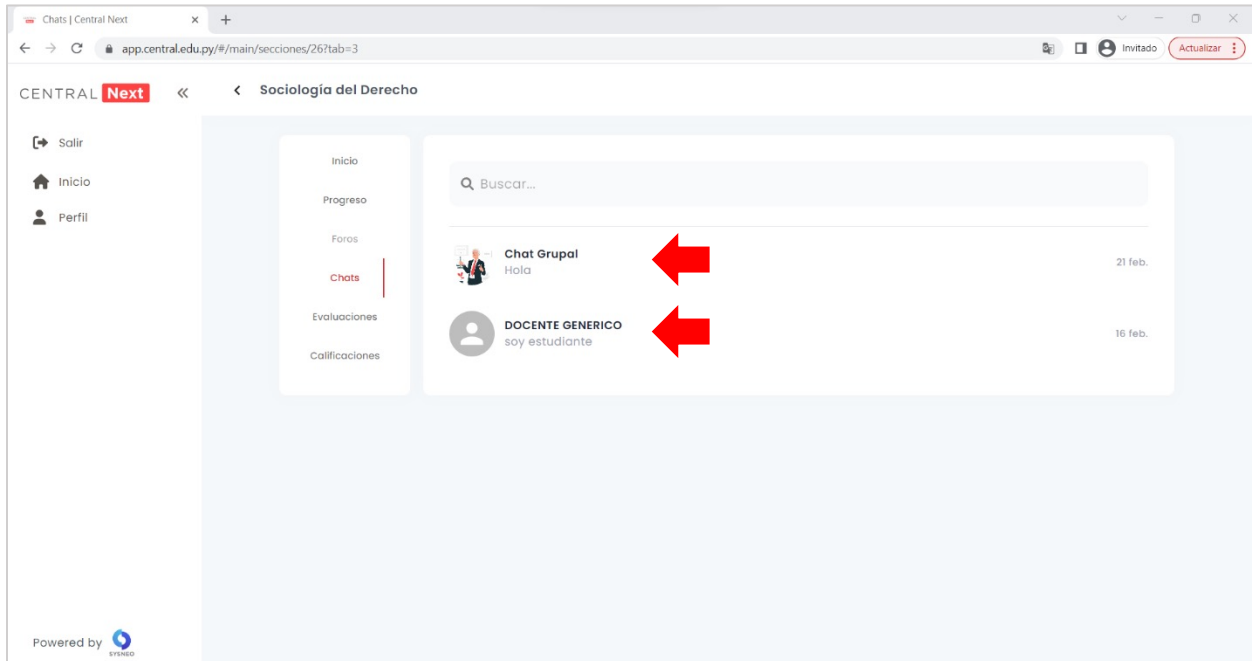 Chats | Central Next
app.central.edu.py/#/main/secciones/26?tab=3
Invitado
Actualizar
CENTRAL Next
Sociología del Derecho
Salir
Inicio
Perfil
Inicio
Progreso
Foros
Chats
Evaluaciones
Calificaciones
Buscar...
Chat Grupal
Hola
21 feb.
DOCENTE GENERICO
soy estudiante
16 feb.
Powered by
SYSNEO